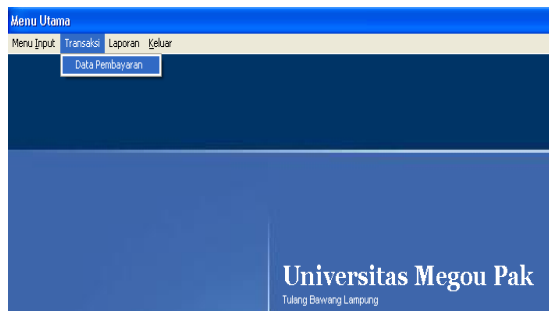 Menu Utama
Menu Input Transaksi Laporan Keluar
Data Pembayaran
Universitas Megou Pak
Tulang Bawang Lampung